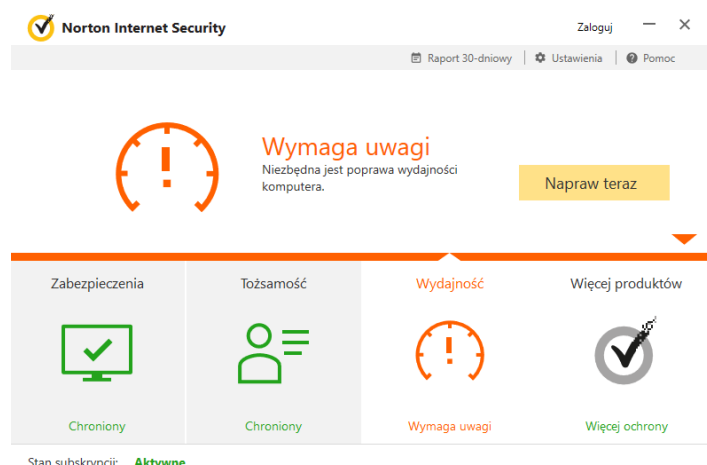 Norton Internet Security
Zaloguj
Raport 30-dniowy
Ustawienia
Pomoc
Wymaga uwagi
Niezbędna jest poprawa wydajności
komputera.
Napraw teraz
Zabezpieczenia
Tożsamość
Wydajność
Więcej produktów
Chroniony
Chroniony
Wymaga uwagi
Więcej ochrony
Stan subskrypcji: Aktywne